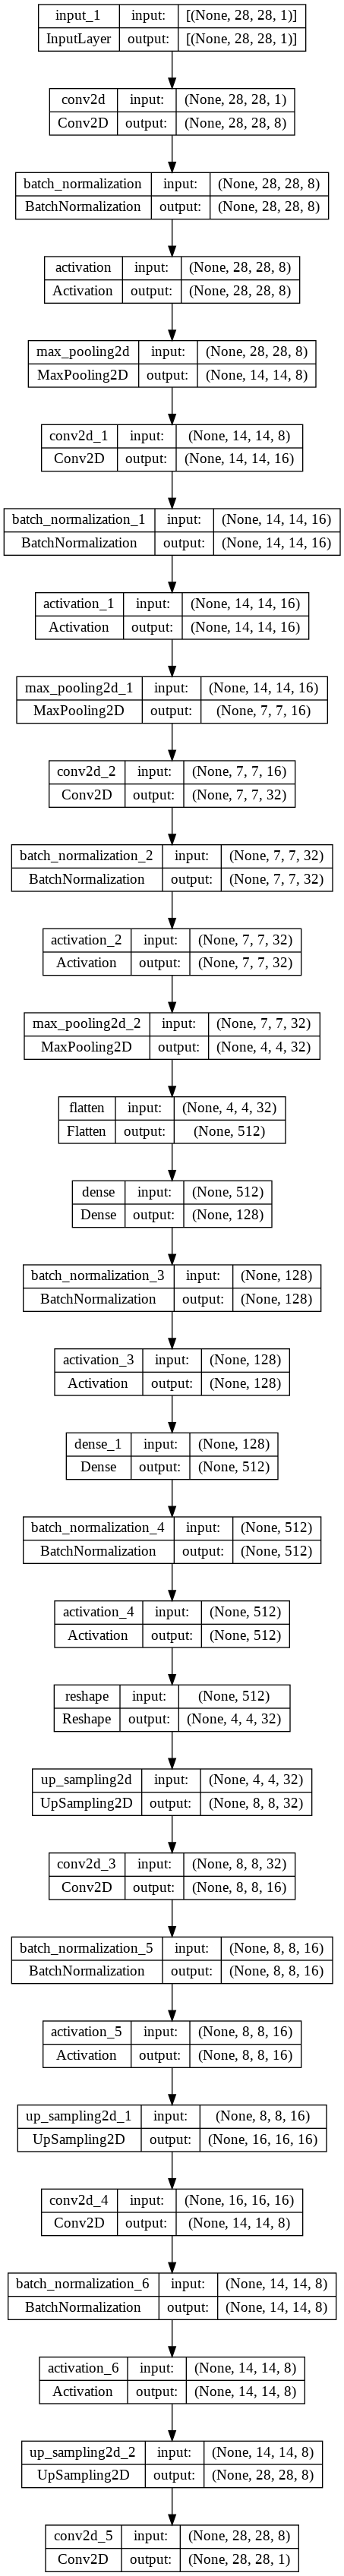 input_1 input: [(None, 28, 28, 1)]
InputLayer output: [(None, 28, 28, 1)]
conv2d input: (None, 28, 28, 1)
Conv2D output: (None, 28, 28, 8)
batch_normalization input: (None, 28, 28, 8)
BatchNormalization output: (None, 28, 28, 8)
activation input: (None, 28, 28, 8)
Activation output: (None, 28, 28, 8)
max_pooling2d input: (None, 28, 28, 8)
MaxPooling2D output: (None, 14, 14, 8)
conv2d_1 input: (None, 14, 14, 8)
Conv2D output: (None, 14, 14, 16)
batch_normalization_1 input: (None, 14, 14, 16)
BatchNormalization output: (None, 14, 14, 16)
activation_1 input: (None, 14, 14, 16)
Activation output: (None, 14, 14, 16)
max_pooling2d_1 input: (None, 14, 14, 16)
MaxPooling2D output: (None, 7, 7, 16)
conv2d_2 input: (None, 7, 7, 16)
Conv2D output: (None, 7, 7, 32)
batch_normalization_2 input: (None, 7, 7, 32)
BatchNormalization output: (None, 7, 7, 32)
activation_2 input: (None, 7, 7, 32)
Activation output: (None, 7, 7, 32)
max_pooling2d_2 input: (None, 7, 7, 32)
MaxPooling2D output: (None, 4, 4, 32)
flatten input: (None, 4, 4, 32)
Flatten output: (None, 512)
dense input: (None, 512)
Dense output: (None, 128)
batch_normalization_3 input: (None, 128)
BatchNormalization output: (None, 128)
activation_3 input: (None, 128)
Activation output: (None, 128)
dense_1 input: (None, 128)
Dense output: (None, 512)
batch_normalization_4 input: (None, 512)
BatchNormalization output: (None, 512)
activation_4 input: (None, 512)
Activation output: (None, 512)
reshape input: (None, 512)
Reshape output: (None, 4, 4, 32)
up_sampling2d input: (None, 4, 4, 32)
UpSampling2D output: (None, 8, 8, 32)
conv2d_3 input: (None, 8, 8, 32)
Conv2D output: (None, 8, 8, 16)
batch_normalization_5 input: (None, 8, 8, 16)
BatchNormalization output: (None, 8, 8, 16)
activation_5 input: (None, 8, 8, 16)
Activation output: (None, 8, 8, 16)
up_sampling2d_1 input: (None, 8, 8, 16)
UpSampling2D output: (None, 16, 16, 16)
conv2d_4 input: (None, 16, 16, 16)
Conv2D output: (None, 14, 14, 8)
batch_normalization_6 input: (None, 14, 14, 8)
BatchNormalization output: (None, 14, 14, 8)
activation_6 input: (None, 14, 14, 8)
Activation output: (None, 14, 14, 8)
up_sampling2d_2 input: (None, 14, 14, 8)
UpSampling2D output: (None, 28, 28, 8)
conv2d_5 input: (None, 28, 28, 8)
Conv2D output: (None, 28, 28, 1)